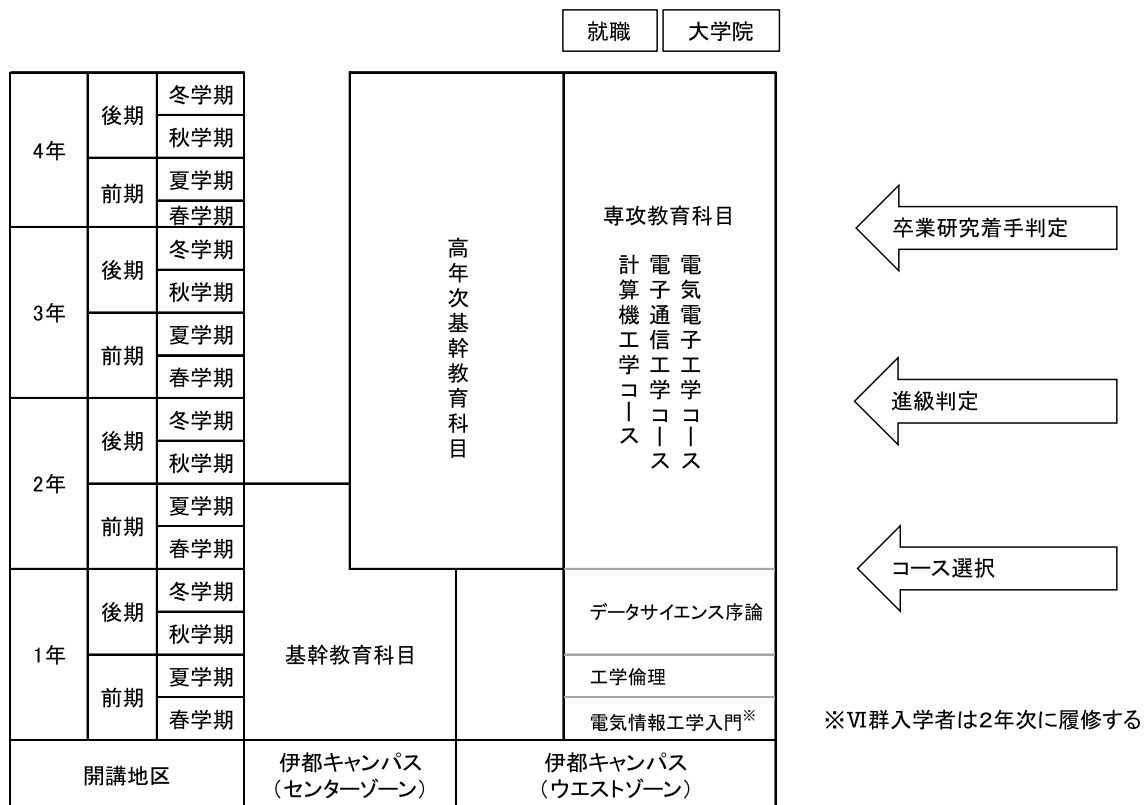 就職
大学院
4年
後期
冬学期
秋学期
前期
夏学期
春学期
3年
後期
冬学期
秋学期
前期
夏学期
春学期
2年
後期
冬学期
秋学期
前期
夏学期
春学期
1年
後期
冬学期
秋学期
前期
夏学期
春学期
基幹教育科目
高年次基幹教育科目
専攻教育科目
電気電子工学コース
電子通信工学コース
計算機工学コース
データサイエンス序論
工学倫理
電気情報工学入門※
卒業研究着手判定
進級判定
コース選択
※Ⅵ群入学者は2年次に履修する
開講地区
伊都キャンパス
(センターゾーン)
伊都キャンパス
(ウエストゾーン)